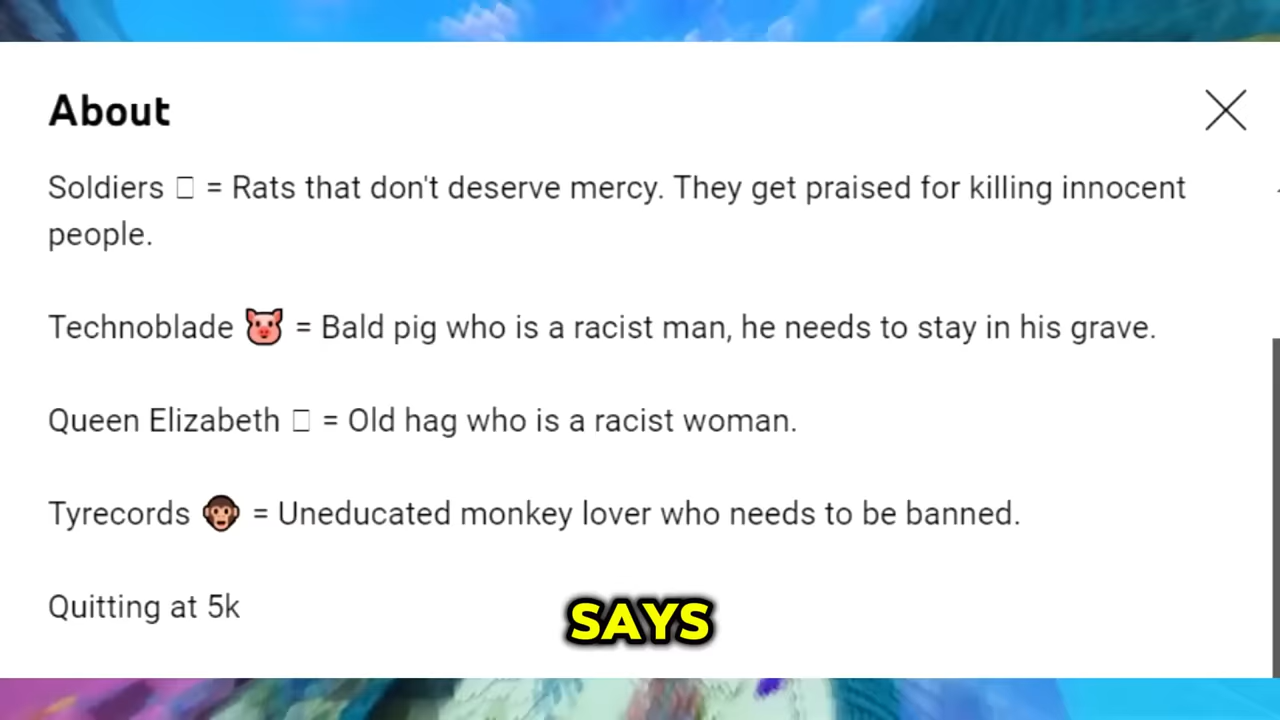 About
Soldiers = Rats that don't deserve mercy. They get praised for killing innocent
people.
Technoblade 🐷 = Bald pig who is a racist man, he needs to stay in his grave.
Queen Elizabeth = Old hag who is a racist woman.
Tyrecords 🐵 = Uneducated monkey lover who needs to be banned.
Quitting at 5k
SAYS